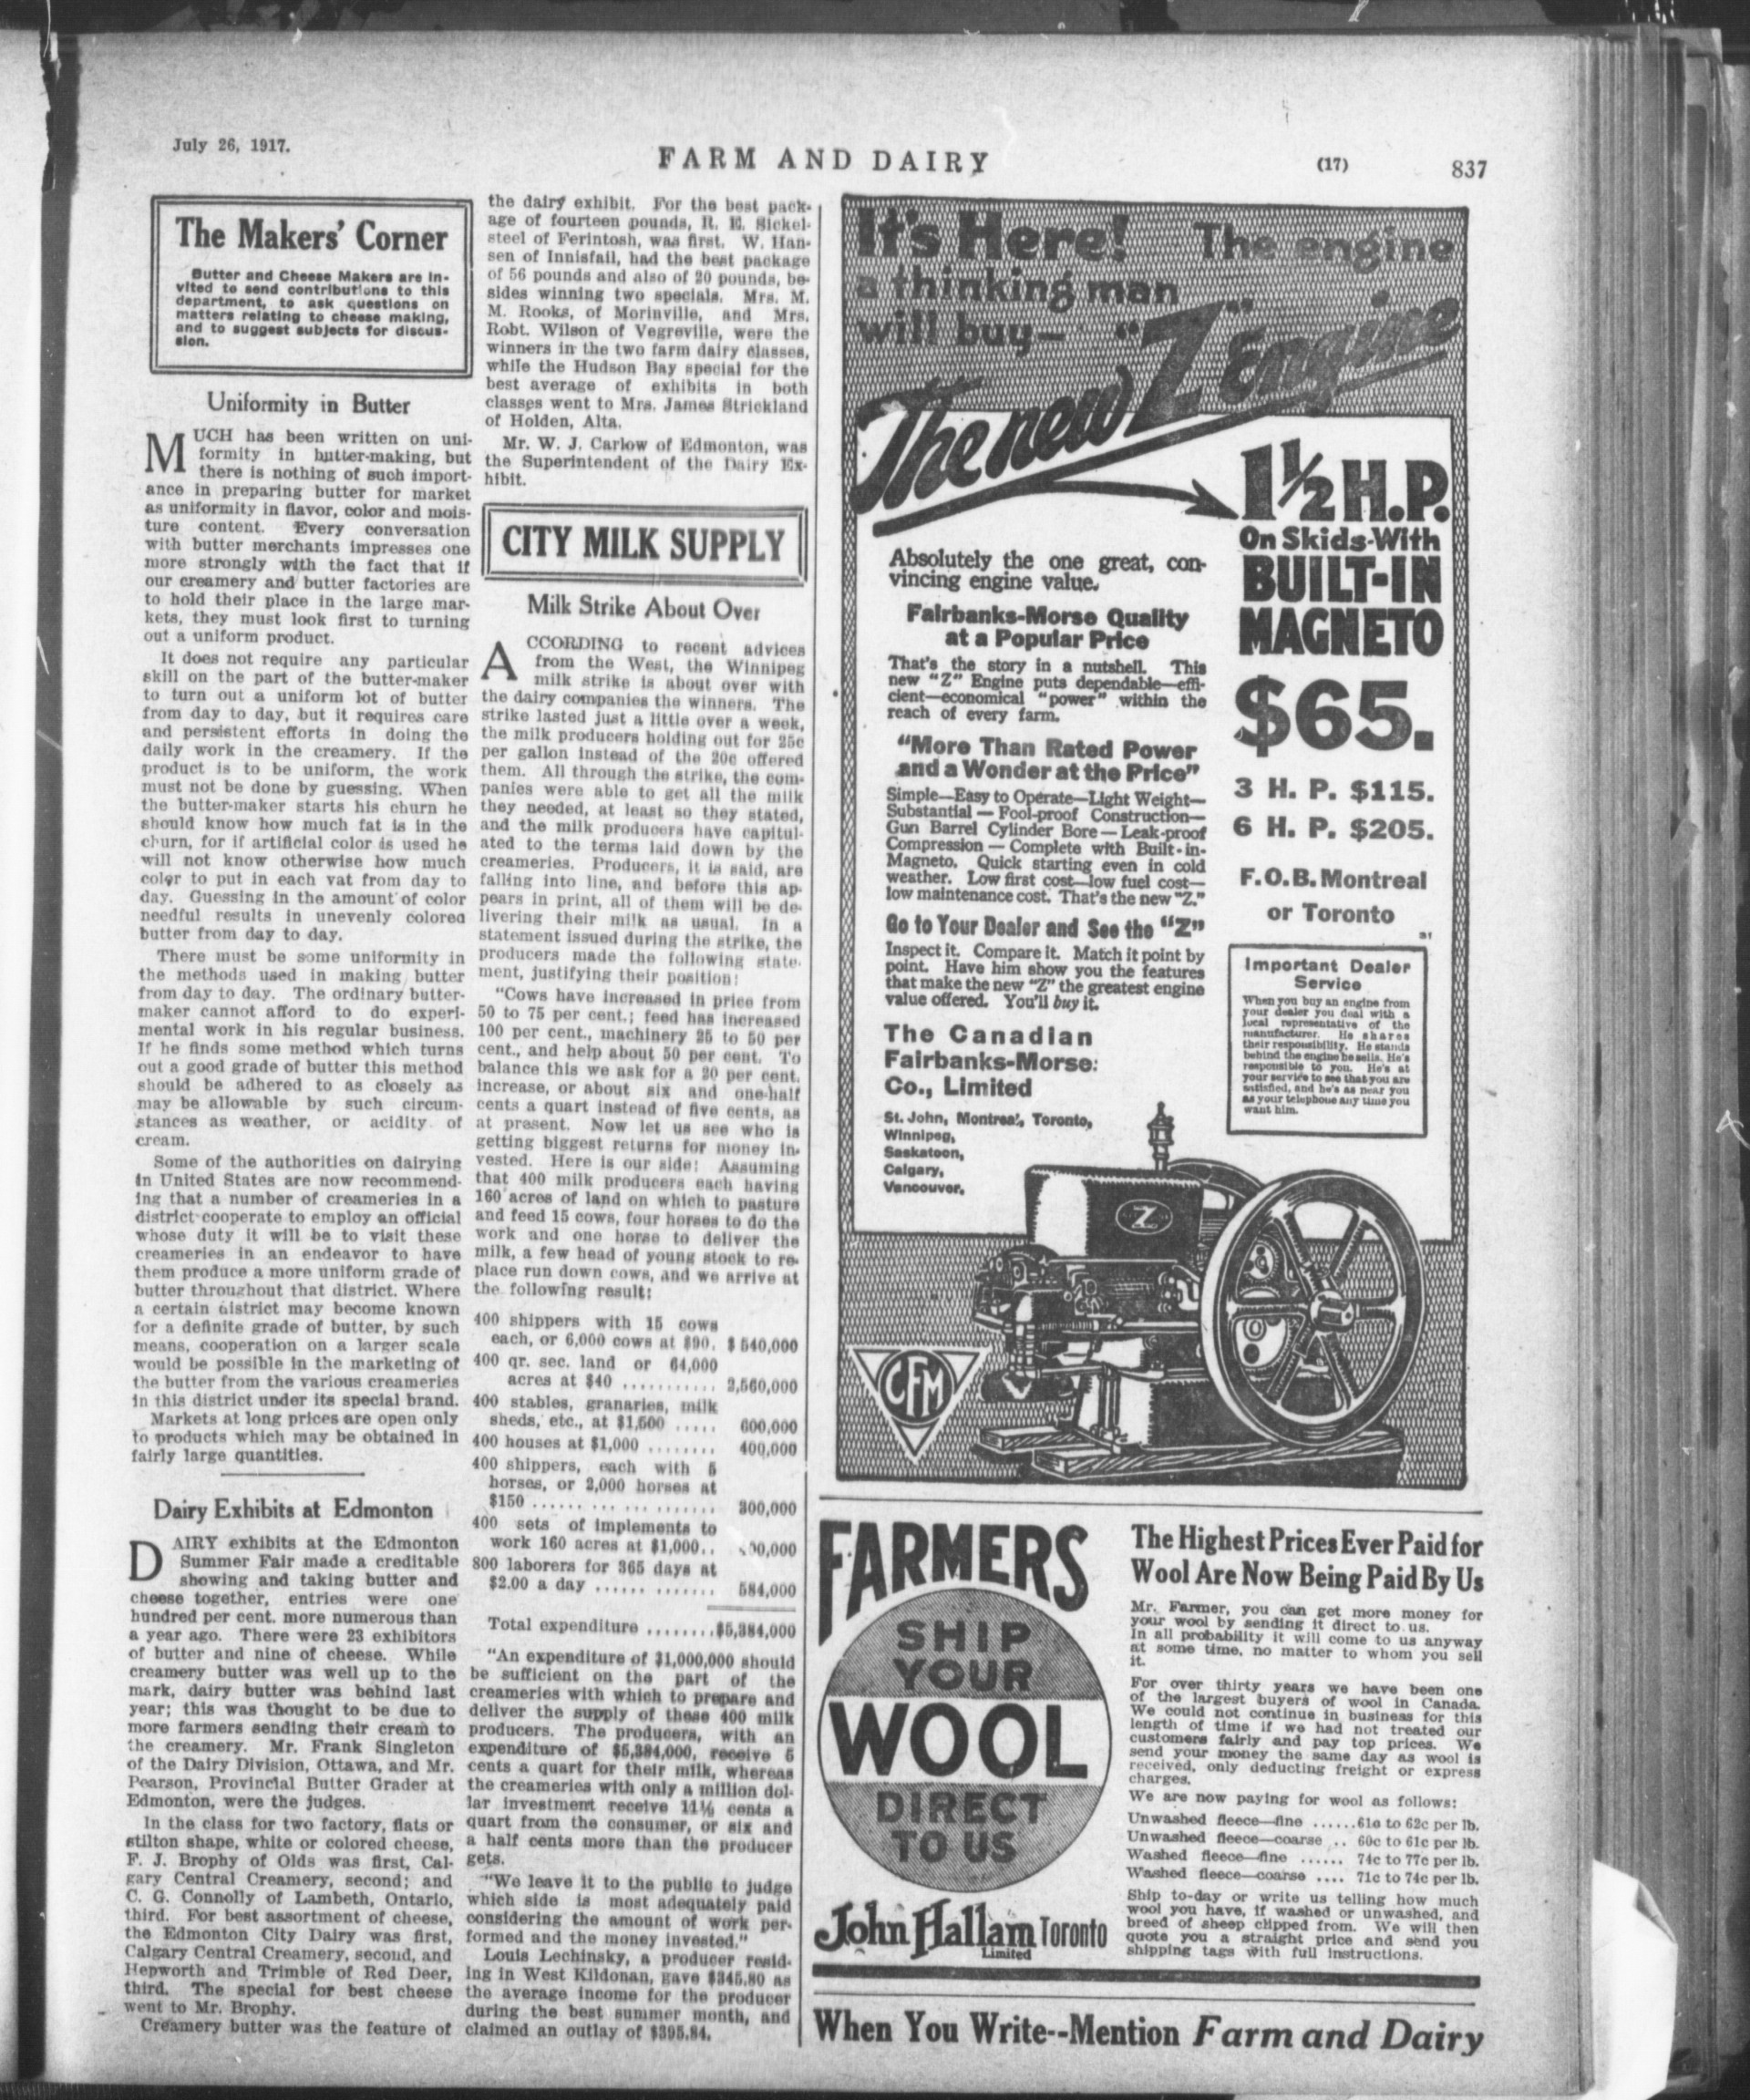 July 26, 1917.
FARM AND DAIRY
(17)
837
The Makers' Corner
Butter and Cheese Makers are in-
vited to send contributions to this
department, to ask questions on
matters relating to cheese making,
and to suggest subjects for discus-
sion.
Uniformity in Butter
MUCH has been written on uni-
formity in butter-making, but
there is nothing of such import-
ance in preparing butter for market
as uniformity in flavor, color and mois-
ture content. Every conversation
with butter merchants impresses one
more strongly with the fact that if
our creamery and butter factories are
to hold their place in the large mar-
kets, they must look first to turning
out a uniform product.
It does not require any particular
skill on the part of the butter-maker
to turn out a uniform lot of butter
from day to day, but it requires care
and persistent efforts in doing the
daily work in the creamery. If the
product is to be uniform, the work
must not be done by guessing. When
the butter-maker starts his churn he
should know how much fat is in the
churn, for if artificial color is used he
will not know otherwise how much
color to put in each vat from day to
day. Guessing in the amount of color
needful results in unevenly colored
butter from day to day.
There must be some uniformity in
the methods used in making butter
from day to day. The ordinary butter-
maker cannot afford to do experi-
mental work in his regular business.
If he finds some method which turns
out a good grade of butter this method
should be adhered to as closely as
may be allowable by such circum-
stances as weather, or acidity of
cream.
Some of the authorities on dairying
in United States are now recommend-
ing that a number of creameries in a
district cooperate to employ an official
whose duty it will be to visit these
creameries in an endeavor to have
them produce a more uniform grade of
butter throughout that district. Where
a certain district may become known
for a definite grade of butter, by such
means, cooperation on a larger scale
would be possible in the marketing of
the butter from the various creameries
in this district under its special brand.
Markets at long prices are open only
to products which may be obtained in
fairly large quantities.
Dairy Exhibits at Edmonton
DAIRY exhibits at the Edmonton
Summer Fair made a creditable
showing and taking butter and
cheese together, entries were one
hundred per cent. more numerous than
a year ago. There were 23 exhibitors
of butter and nine of cheese. While
creamery butter was well up to the
mark, dairy butter was behind last
year; this was thought to be due to
more farmers sending their cream to
the creamery. Mr. Frank Singleton
of the Dairy Division, Ottawa, and Mr.
Pearson, Provincial Butter Grader at
Edmonton, were the judges.
In the class for two factory, flats or
stilton shape, white or colored cheese,
F. J. Brophy of Olds was first, Cal-
gary Central Creamery, second; and
C. G. Connolly of Lambeth, Ontario,
third. For best assortment of cheese,
the Edmonton City Dairy was first,
Calgary Central Creamery, second, and
Hepworth and Trimble of Red Deer,
third. The special for best cheese
went to Mr. Brophy.
Creamery butter was the feature of
the dairy exhibit. For the best pack-
age of fourteen pounds, R. E. Sickel-
steel of Ferintosh, was first. W. Han-
sen of Innisfail, had the best package
of 56 pounds and also of 20 pounds, be-
sides winning two specials. Mrs. M.
M. Rooks, of Morinville, and Mrs.
Robt. Wilson of Vegreville, were the
winners in the two farm dairy classes,
while the Hudson Bay special for the
best average of exhibits in both
classes went to Mrs. James Strickland
of Holden, Alta.
Mr. W. J. Carlow of Edmonton, was
the Superintendent of the Dairy Ex-
hibit.
CITY MILK SUPPLY
Milk Strike About Over
ACCORDING to recent advices
from the West, the Winnipeg
milk strike is about over with
the dairy companies the winners. The
strike lasted just a little over a week,
the milk producers holding out for 25c
per gallon instead of the 20c offered
them. All through the strike, the com-
panies were able to get all the milk
they needed, at least so they stated,
and the milk producers have capitul-
ated to the terms laid down by the
creameries. Producers, it is said, are
falling into line, and before this ap-
pears in print, all of them will be de-
livering their milk as usual. In a
statement issued during the strike, the
producers made the following state-
ment, justifying their position:
"Cows have increased in price from
50 to 75 per cent.; feed has increased
100 per cent., machinery 25 to 50 per
cent., and help about 50 per cent. To
balance this we ask for a 20 per cent.
increase, or about six and one-half
cents a quart instead of five cents, as
at present. Now let us see who is
getting biggest returns for money in-
vested. Here is our side: Assuming
that 400 milk producers each having
160 acres of land on which to pasture
and feed 15 cows, four horses to do the
work and one horse to deliver the
milk, a few head of young stock to re-
place run down cows, and we arrive at
the following result:
400 shippers with 15 cows
each, or 6,000 cows at $90. $ 540,000
400 qr. sec. land or 64,000
acres at $40 ........... 2,560,000
400 stables, granaries, milk
sheds, etc., at $1,500 ..... 600,000
400 houses at $1,000 ........ 400,000
400 shippers, each with 5
horses, or 2,000 horses at
$150 ...... ... ... ....... 300,000
400 sets of implements to
work 160 acres at $1,000.. 00,000
800 laborers for 365 days at
$2.00 a day ...... ....... 584,000
Total expenditure ........$5,384,000
"An expenditure of $1,000,000 should
be sufficient on the part of the
creameries with which to prepare and
deliver the supply of these 400 milk
producers. The producers, with an
expenditure of $5,384,000, receive 5
cents a quart for their milk, whereas
the creameries with only a million dol-
lar investment receive 11½ cents a
quart from the consumer, or six and
a half cents more than the producer
gets.
"We leave it to the public to judge
which side is most adequately paid
considering the amount of work per-
formed and the money invested."
Louis Lechinsky, a producer resid-
ing in West Kildonan, gave $345.80 as
the average income for the producer
during the best summer month, and
claimed an outlay of $395.84.
It's Here! The engine
a thinking man
will buy—
The new "Z" Engine
1½ H.P.
On Skids-With
BUILT-IN
MAGNETO
$65.
3 H. P. $115.
6 H. P. $205.
F.O.B. Montreal
or Toronto
Important Dealer
Service
When you buy an engine from
your dealer you deal with a
local representative of the
manufacturer. He shares
their responsibility. He stands
behind the engine he sells. He's
responsible to you. He's at
your service to see that you are
satisfied, and he's as near you
as your telephone any time you
want him.
Absolutely the one great, con-
vincing engine value.
Fairbanks-Morse Quality
at a Popular Price
That's the story in a nutshell. This
new "Z" Engine puts dependable—effi-
cient—economical "power" within the
reach of every farm.
"More Than Rated Power
and a Wonder at the Price"
Simple—Easy to Operate—Light Weight—
Substantial — Fool-proof Construction—
Gun Barrel Cylinder Bore — Leak-proof
Compression — Complete with Built-in-
Magneto. Quick starting even in cold
weather. Low first cost—low fuel cost—
low maintenance cost. That's the new "Z."
Go to Your Dealer and See the "Z"
Inspect it. Compare it. Match it point by
point. Have him show you the features
that make the new "Z" the greatest engine
value offered. You'll buy it.
The Canadian
Fairbanks-Morse
Co., Limited
St. John, Montreal, Toronto,
Winnipeg,
Saskatoon,
Calgary,
Vancouver.
Z
CFM
FARMERS
SHIP
YOUR
WOOL
DIRECT
TO US
John Hallam Toronto
Limited
The Highest Prices Ever Paid for
Wool Are Now Being Paid By Us
Mr. Farmer, you can get more money for
your wool by sending it direct to us.
In all probability it will come to us anyway
at some time, no matter to whom you sell
it.
For over thirty years we have been one
of the largest buyers of wool in Canada.
We could not continue in business for this
length of time if we had not treated our
customers fairly and pay top prices. We
send your money the same day as wool is
received, only deducting freight or express
charges.
We are now paying for wool as follows:
Unwashed fleece—fine ......61c to 62c per lb.
Unwashed fleece—coarse .. 60c to 61c per lb.
Washed fleece—fine ...... 74c to 77c per lb.
Washed fleece—coarse .... 71c to 74c per lb.
Ship to-day or write us telling how much
wool you have, if washed or unwashed, and
breed of sheep clipped from. We will then
quote you a straight price and send you
shipping tags with full instructions.
When You Write--Mention Farm and Dairy